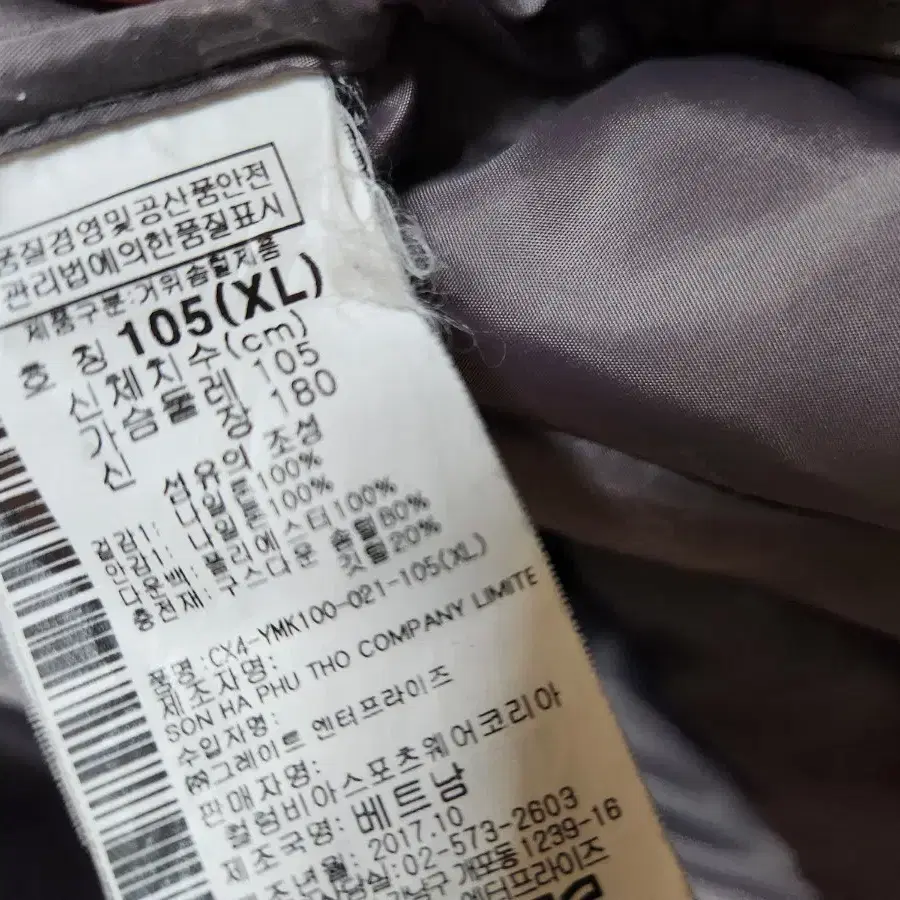 품질경영및공산품안전
관리법에의한품질표시
제품구분:거위솜털제품
호 칭 105(XL)
신체치수(cm)
가슴둘레 105
신 장 180
섬유의 조성
겉감1: 나일론100%
안감1: 나일론100%
다운백: 폴리에스터100%
충전재: 구스다운 솜털80%
깃털20%
품명:CX4-YMK100-021-105(XL)
제조자명:
SON HA PHU THO COMPANY LIMITE
수입자명:
㈜그레이트 엔터프라이즈
판매자명:
컬럼비아스포츠웨어코리아
제조국명: 베트남
제조년월: 2017.10
상담실:02-573-2603
강남구 개포동1239-16
엔터프라이즈